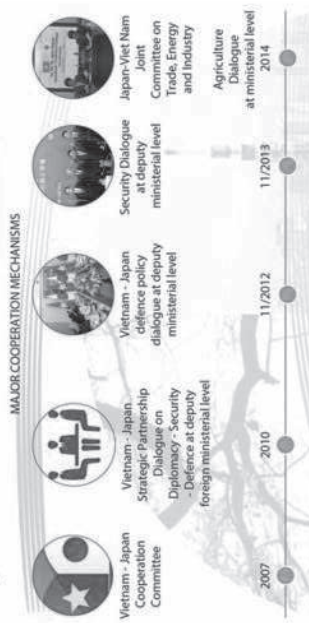 MAJOR COOPERATION MECHANISMS
Vietnam - Japan
Cooperation
Committee
2007
Vietnam - Japan
Strategic Partnership
Dialogue on
Diplomacy - Security
- Defence at deputy
foreign ministerial level
2010
Vietnam - Japan
defence policy
dialogue at deputy
ministerial level
11/2012
Security Dialogue
at deputy
ministerial level
11/2013
Japan-Viet Nam
Joint
Committee on
Trade, Energy
and Industry
Agriculture
Dialogue
at ministerial level
2014